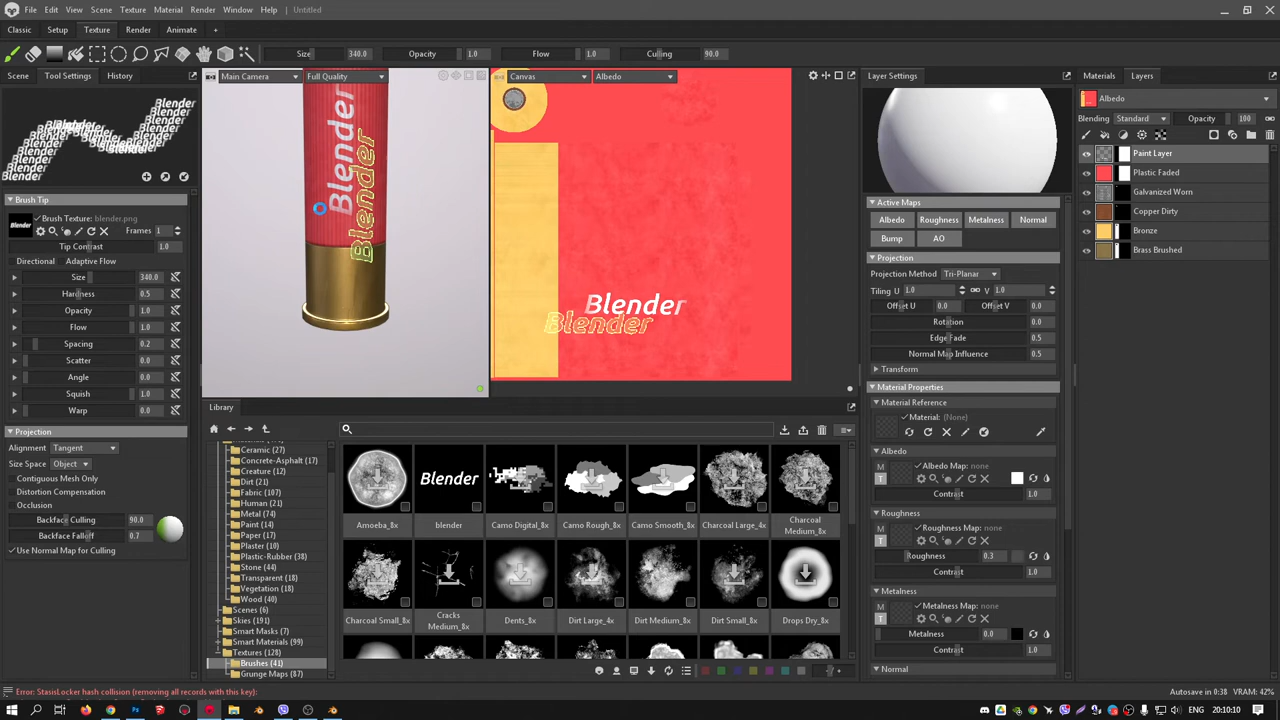 File Edit View Scene Texture Material Render Window Help Untitled
Classic Setup Texture Render Animate +
Size 340.0 Opacity 1.0 Flow 1.0 Culling 90.0
Scene Tool Settings History
Main Camera Full Quality
Canvas Albedo
Layer Settings
Materials Layers
Albedo
Blending Standard Opacity 100
Paint Layer
Plastic Faded
Galvanized Worn
Copper Dirty
Bronze
Brass Brushed
Blender
Blender
Blender
Blender
Brush Tip
Brush Texture: blender.png
Frames 1
Tip Contrast 1.0
Directional Adaptive Flow
Size 340.0
Hardness 0.5
Opacity 1.0
Flow 1.0
Spacing 0.2
Scatter 0.0
Angle 0.0
Squish 1.0
Warp 0.0
Projection
Alignment Tangent
Size Space Object
Contiguous Mesh Only
Distortion Compensation
Occlusion
Backface Culling 90.0
Backface Falloff 0.7
Use Normal Map for Culling
Active Maps
Albedo Roughness Metalness Normal
Bump AO
Projection
Projection Method Tri-Planar
Tiling U 1.0 V 1.0
Offset U 0.0 Offset V 0.0
Rotation 0.0
Edge Fade 0.5
Normal Map Influence 0.5
Transform
Material Properties
Material Reference
Material: (None)
Albedo
M
Albedo Map: none
T
Contrast 1.0
Roughness
M
Roughness Map: none
T
Roughness 0.3
Contrast 1.0
Metalness
M
Metalness Map: none
T
Metalness 0.0
Contrast 1.0
Normal
Library
Ceramic (27)
Concrete-Asphalt (17)
Creature (12)
Dirt (21)
Fabric (107)
Human (21)
Metal (74)
Paint (14)
Paper (17)
Plaster (10)
Plastic-Rubber (38)
Stone (44)
Transparent (18)
Vegetation (18)
Wood (40)
Scenes (6)
Skies (191)
Smart Masks (7)
Smart Materials (99)
Textures (128)
Brushes (41)
Grunge Maps (87)
Blender
Amoeba_8x blender Camo Digital_8x Camo Rough_8x Camo Smooth_8x Charcoal Large_4x Charcoal Medium_8x
Charcoal Small_8x Cracks Medium_8x Dents_8x Dirt Large_4x Dirt Medium_8x Dirt Small_8x Drops Dry_8x
Error: StasisLocker hash collision (removing all records with this key):
Autosave in 0:38 VRAM: 42%
ENG 20:10:10